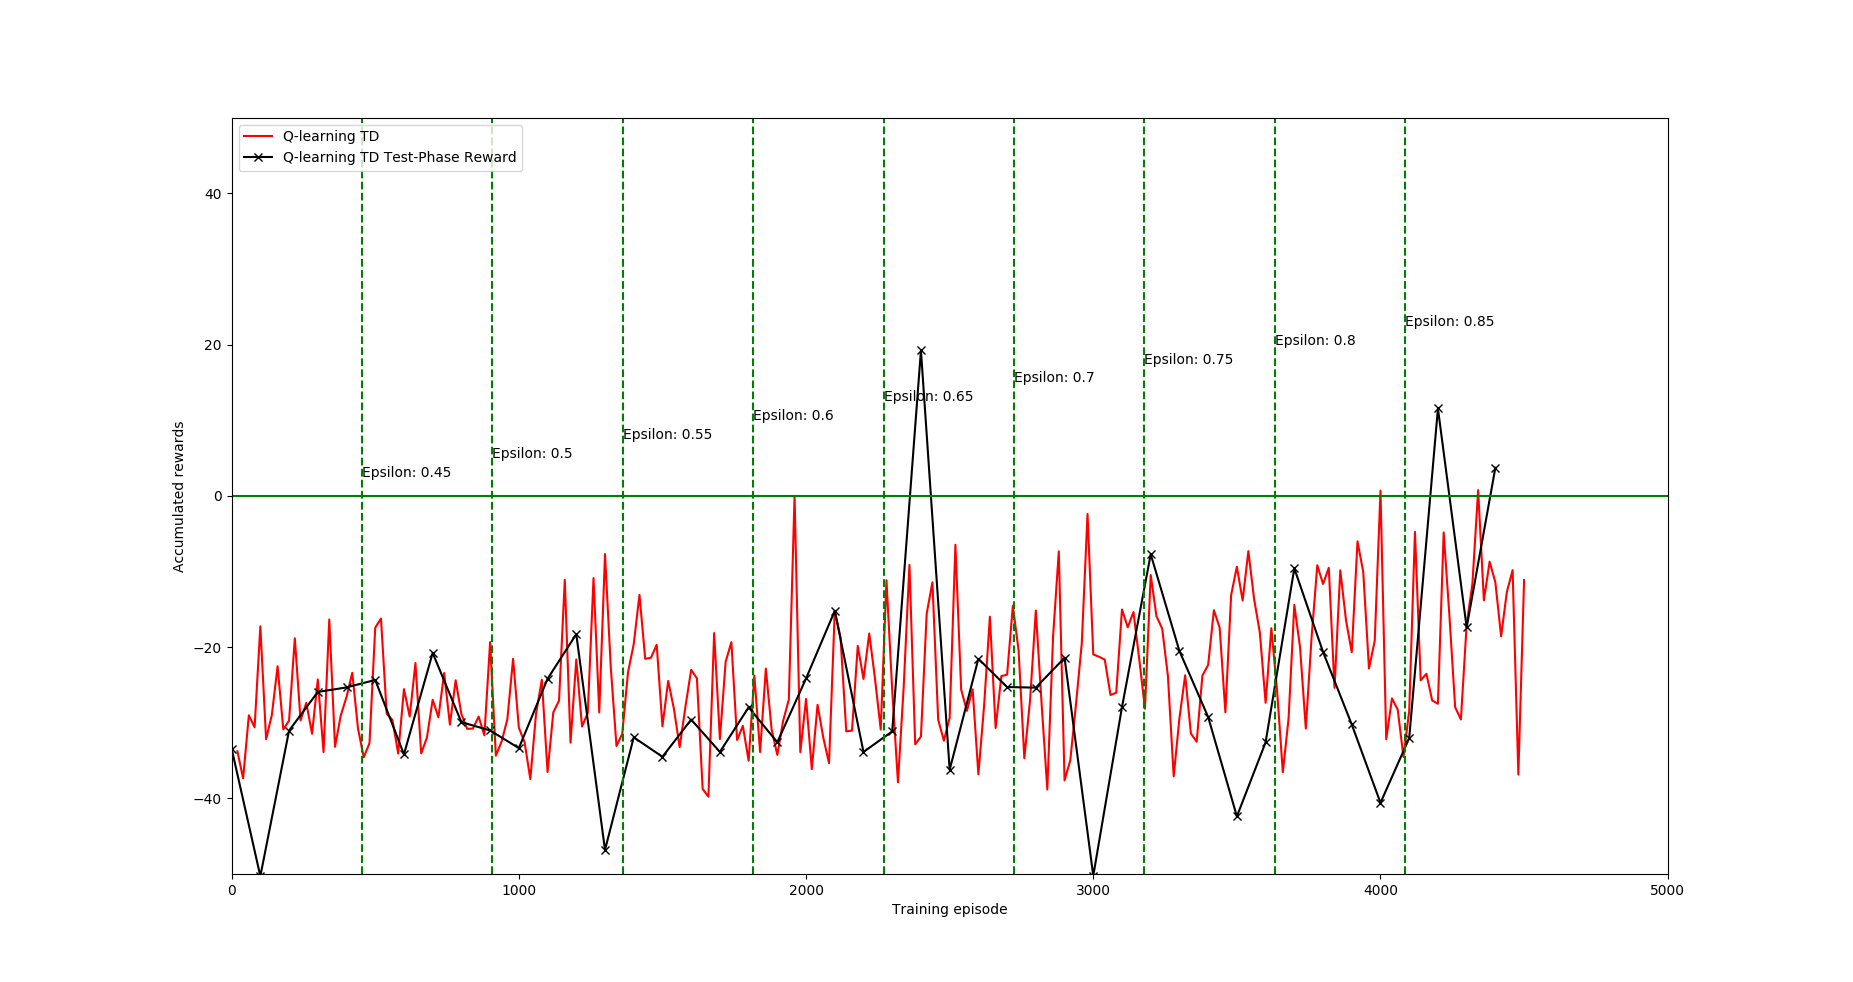 Q-learning TD
Q-learning TD Test-Phase Reward
40
20
0
−20
−40
Accumulated rewards
Epsilon: 0.45
Epsilon: 0.5
Epsilon: 0.55
Epsilon: 0.6
Epsilon: 0.65
Epsilon: 0.7
Epsilon: 0.75
Epsilon: 0.8
Epsilon: 0.85
0
1000
2000
3000
4000
5000
Training episode